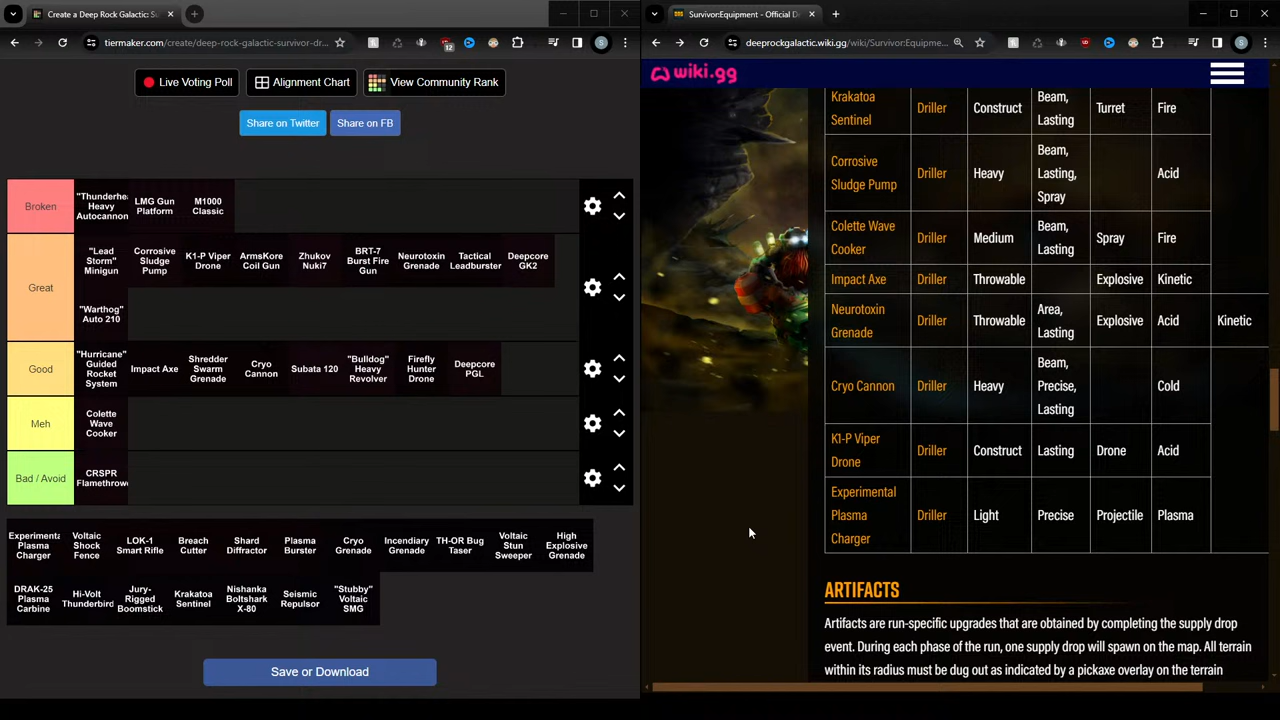 Create a Deep Rock Galactic: Su
Survivor:Equipment - Official D
tiermaker.com/create/deep-rock-galactic-survivor-dr...
12
S
deeprockgalactic.wiki.gg/wiki/Survivor:Equipme...
S
Live Voting Poll
Alignment Chart
View Community Rank
Share on Twitter
Share on FB
Broken
"Thunderhea
Heavy
Autocannon
LMG Gun
Platform
M1000
Classic
Great
"Lead
Storm"
Minigun
Corrosive
Sludge
Pump
K1-P Viper
Drone
ArmsKore
Coil Gun
Zhukov
Nuki7
BRT-7
Burst Fire
Gun
Neurotoxin
Grenade
Tactical
Leadburster
Deepcore
GK2
"Warthog"
Auto 210
Good
"Hurricane"
Guided
Rocket
System
Impact Axe
Shredder
Swarm
Grenade
Cryo
Cannon
Subata 120
"Bulldog"
Heavy
Revolver
Firefly
Hunter
Drone
Deepcore
PGL
Meh
Colette
Wave
Cooker
Bad / Avoid
CRSPR
Flamethrowe
Experimenta
Plasma
Charger
Voltaic
Shock
Fence
LOK-1
Smart Rifle
Breach
Cutter
Shard
Diffractor
Plasma
Burster
Cryo
Grenade
Incendiary
Grenade
TH-OR Bug
Taser
Voltaic
Stun
Sweeper
High
Explosive
Grenade
DRAK-25
Plasma
Carbine
Hi-Volt
Thunderbird
Jury-
Rigged
Boomstick
Krakatoa
Sentinel
Nishanka
Boltshark
X-80
Seismic
Repulsor
"Stubby"
Voltaic
SMG
Save or Download
wiki.gg
Krakatoa
Sentinel
Driller
Construct
Beam,
Lasting
Turret
Fire
Corrosive
Sludge Pump
Driller
Heavy
Beam,
Lasting,
Spray
Acid
Colette Wave
Cooker
Driller
Medium
Beam,
Lasting
Spray
Fire
Impact Axe
Driller
Throwable
Explosive
Kinetic
Neurotoxin
Grenade
Driller
Throwable
Area,
Lasting
Explosive
Acid
Kinetic
Cryo Cannon
Driller
Heavy
Beam,
Precise,
Lasting
Cold
K1-P Viper
Drone
Driller
Construct
Lasting
Drone
Acid
Experimental
Plasma
Charger
Driller
Light
Precise
Projectile
Plasma
ARTIFACTS
Artifacts are run-specific upgrades that are obtained by completing the supply drop
event. During each phase of the run, one supply drop will spawn on the map. All terrain
within its radius must be dug out as indicated by a pickaxe overlay on the terrain